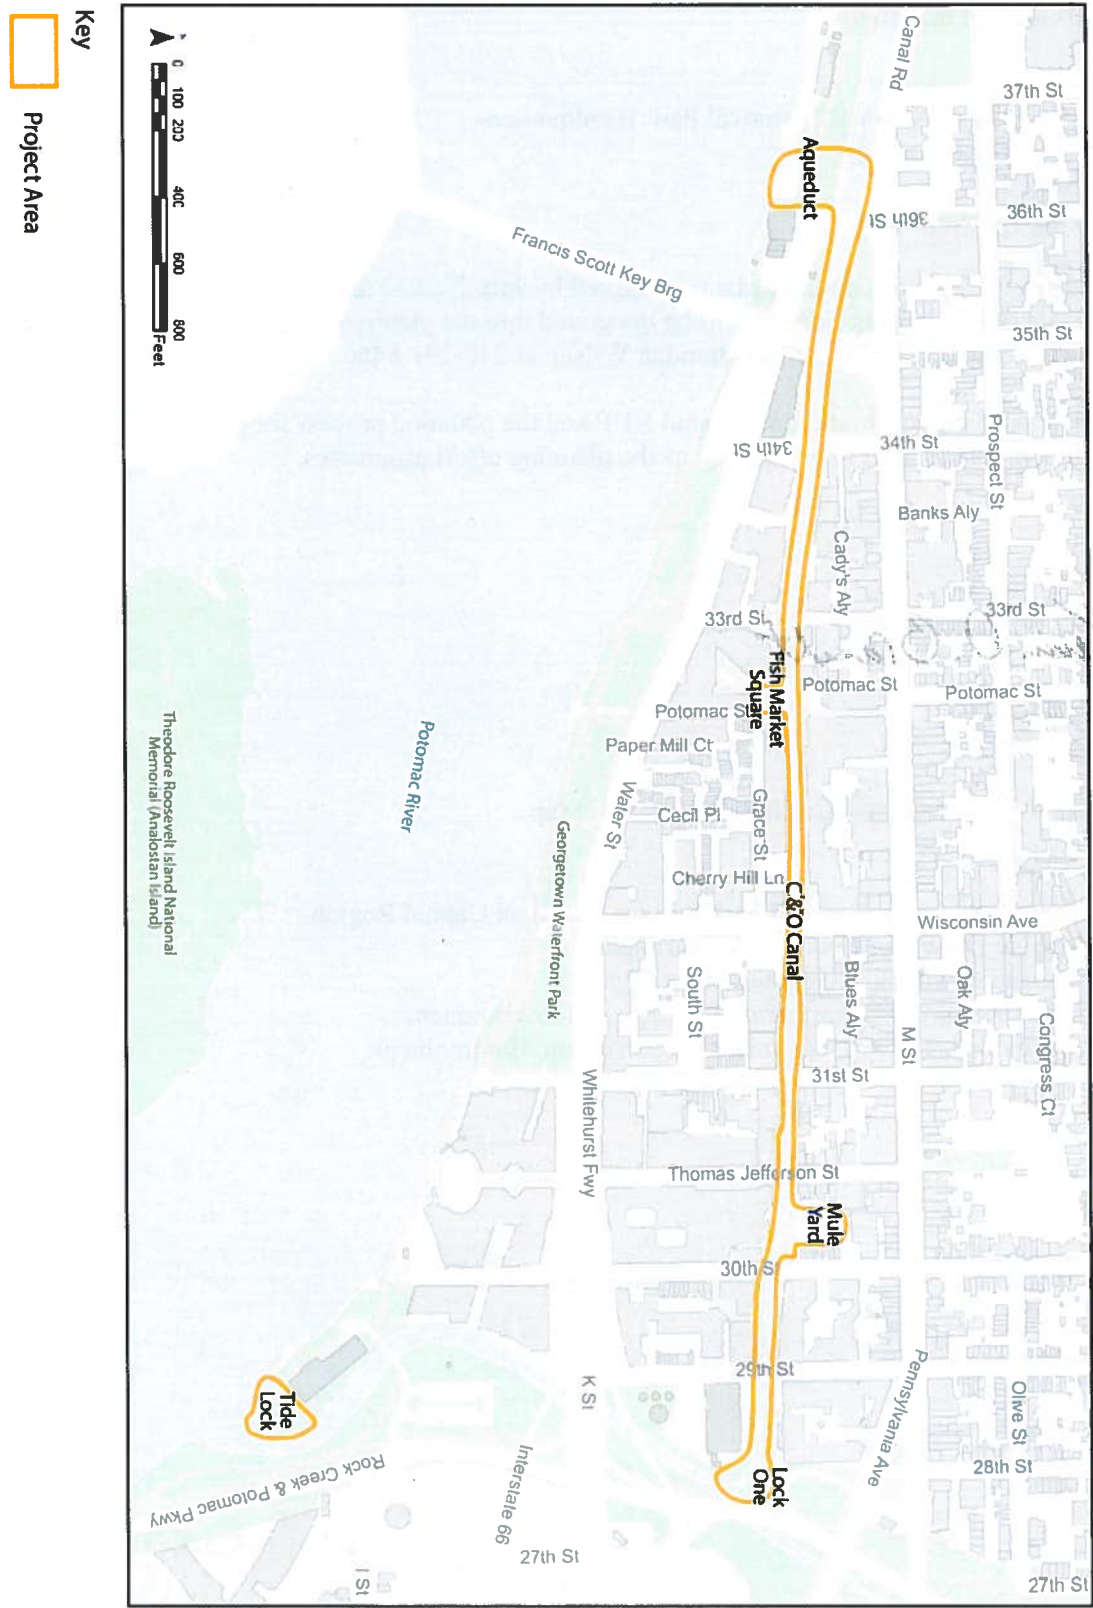 Key
Project Area
0 100 200 400 600 800
Feet
Canal Rd
37th St
36th St
36th St
35th St
Aqueduct
Francis Scott Key Brg
34th St
34th St
Prospect St
Banks Aly
Cady's Aly
33rd St
33rd St
Fish Market
Square
Potomac St
Potomac St
Potomac St
Paper Mill Ct
Water St
Cecil Pl
Grace St
Cherry Hill Ln
C & O Canal
Wisconsin Ave
Potomac River
Georgetown Waterfront Park
Theodore Roosevelt Island National
Memorial (Analostan Island)
South St
Blues Aly
Oak Aly
Congress Ct
M St
31st St
Whitehurst Fwy
Thomas Jefferson St
Mule
Yard
30th St
29th St
Pennsylvania Ave
Olive St
28th St
K St
Tide
Lock
Lock
One
Rock Creek & Potomac Pkwy
Interstate 66
27th St
27th St
I St